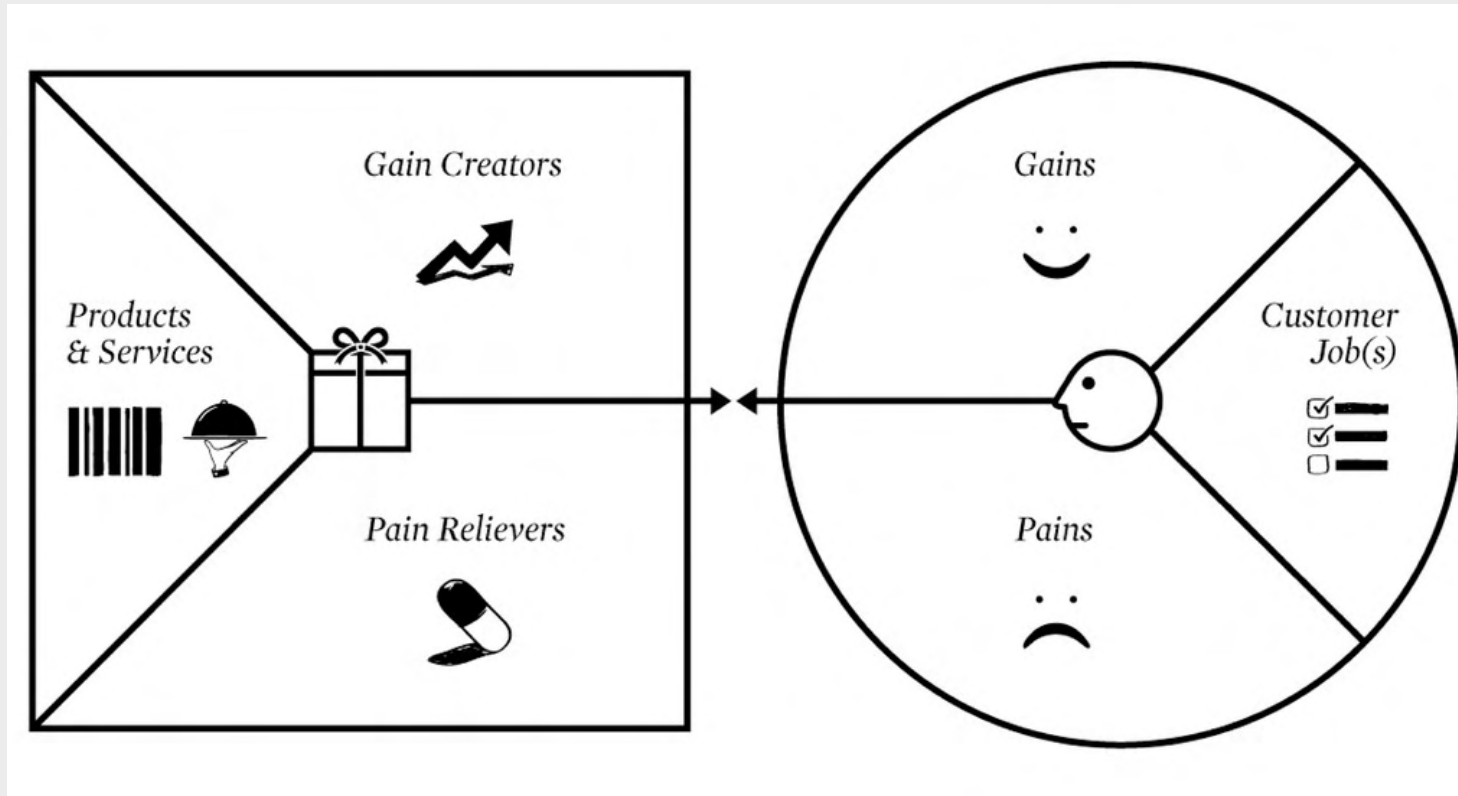 Gain Creators
Products
& Services
Pain Relievers
Gains
Customer
Job(s)
Pains